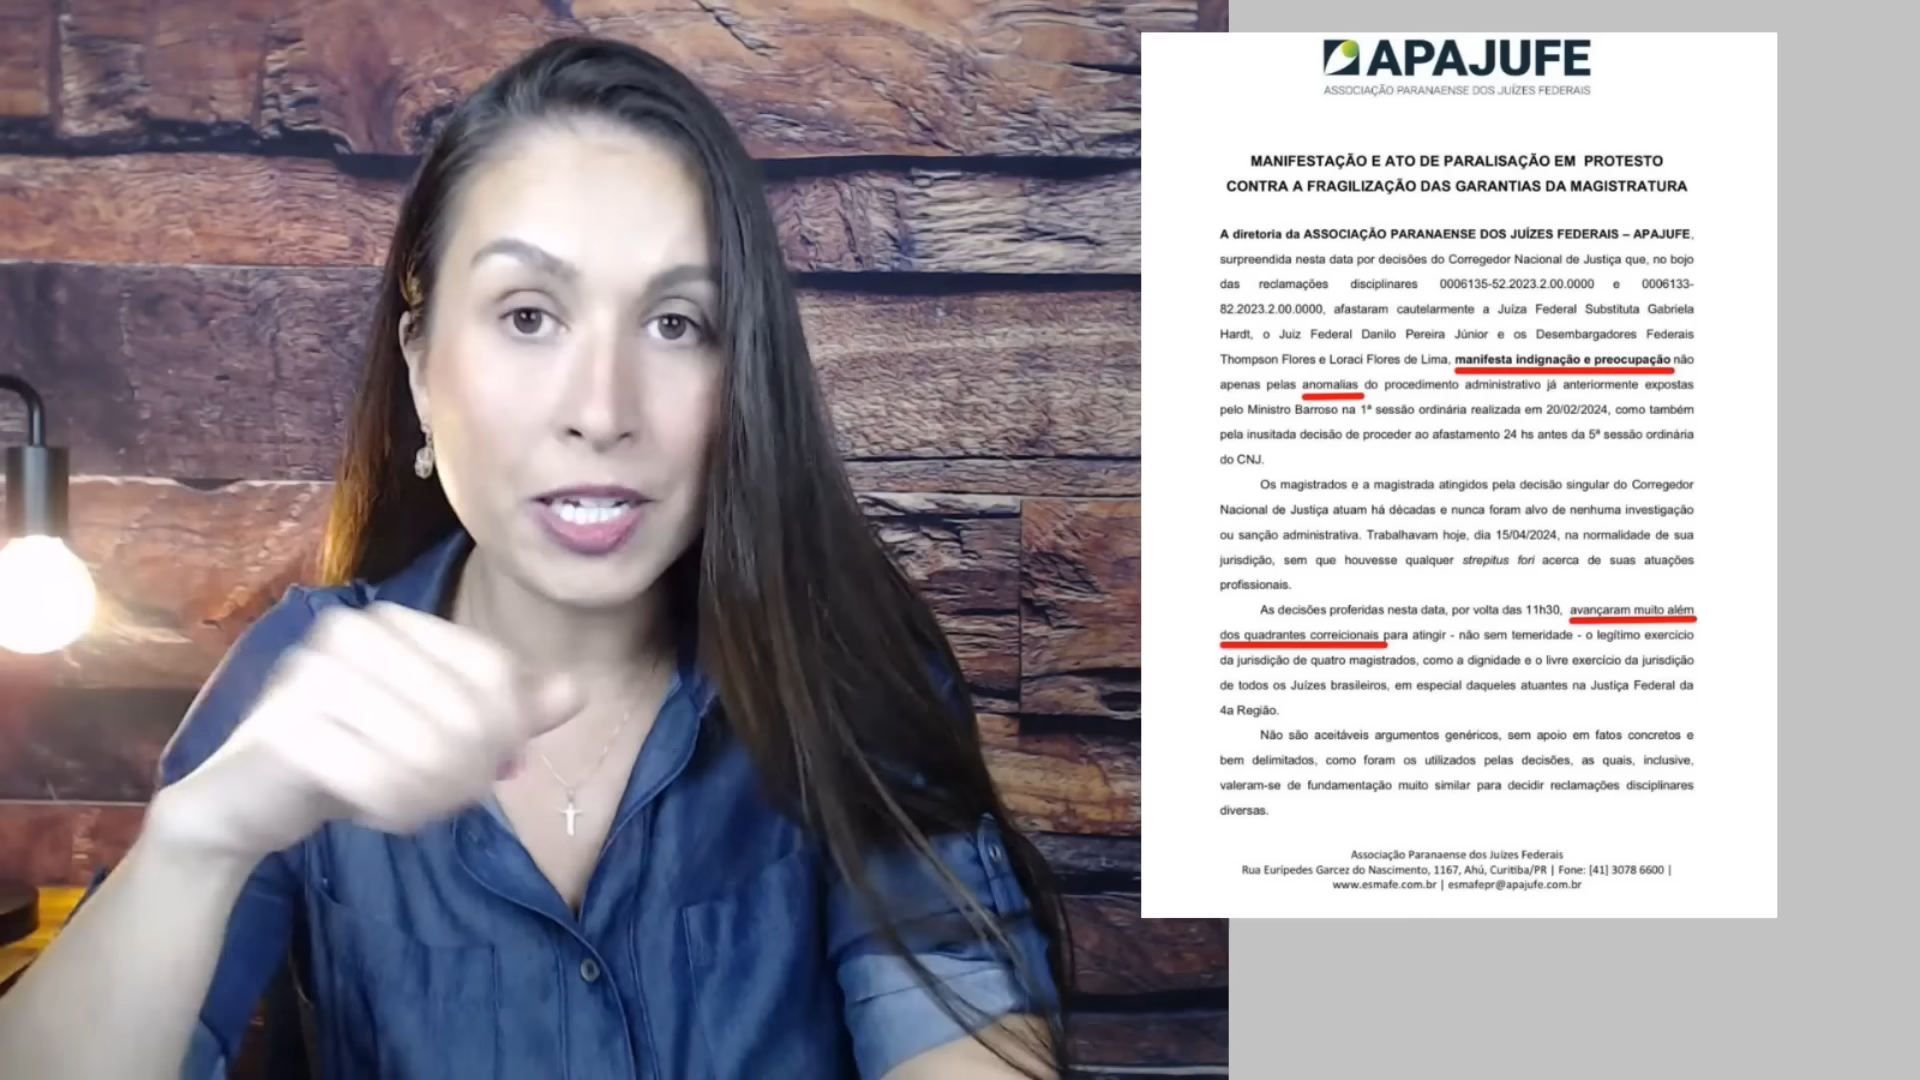 APAJUFE
ASSOCIAÇÃO PARANAENSE DOS JUÍZES FEDERAIS
MANIFESTAÇÃO E ATO DE PARALISAÇÃO EM PROTESTO
CONTRA A FRAGILIZAÇÃO DAS GARANTIAS DA MAGISTRATURA
A diretoria da ASSOCIAÇÃO PARANAENSE DOS JUÍZES FEDERAIS – APAJUFE,
surpreendida nesta data por decisões do Corregedor Nacional de Justiça que, no bojo
das reclamações disciplinares 0006135-52.2023.2.00.0000 e 0006133-
82.2023.2.00.0000, afastaram cautelarmente a Juíza Federal Substituta Gabriela
Hardt, o Juiz Federal Danilo Pereira Júnior e os Desembargadores Federais
Thompson Flores e Loraci Flores de Lima, manifesta indignação e preocupação não
apenas pelas anomalias do procedimento administrativo já anteriormente expostas
pelo Ministro Barroso na 1ª sessão ordinária realizada em 20/02/2024, como também
pela inusitada decisão de proceder ao afastamento 24 hs antes da 5ª sessão ordinária
do CNJ.
Os magistrados e a magistrada atingidos pela decisão singular do Corregedor
Nacional de Justiça atuam há décadas e nunca foram alvo de nenhuma investigação
ou sanção administrativa. Trabalhavam hoje, dia 15/04/2024, na normalidade de sua
jurisdição, sem que houvesse qualquer strepitus fori acerca de suas atuações
profissionais.
As decisões proferidas nesta data, por volta das 11h30, avançaram muito além
dos quadrantes correicionais para atingir - não sem temeridade - o legítimo exercício
da jurisdição de quatro magistrados, como a dignidade e o livre exercício da jurisdição
de todos os Juízes brasileiros, em especial daqueles atuantes na Justiça Federal da
4a Região.
Não são aceitáveis argumentos genéricos, sem apoio em fatos concretos e
bem delimitados, como foram os utilizados pelas decisões, as quais, inclusive,
valeram-se de fundamentação muito similar para decidir reclamações disciplinares
diversas.
Associação Paranaense dos Juízes Federais
Rua Eurípedes Garcez do Nascimento, 1167, Ahú, Curitiba/PR | Fone: [41] 3078 6600 |
www.esmafe.com.br | esmafepr@apajufe.com.br